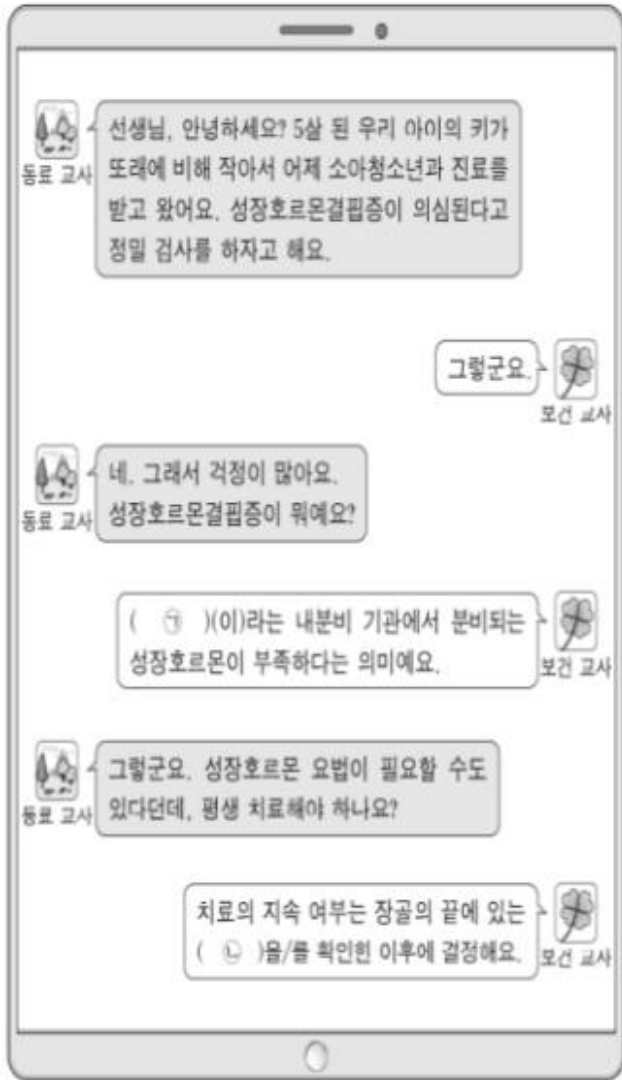 선생님, 안녕하세요? 5살 된 우리 아이의 키가
또래에 비해 작아서 어제 소아청소년과 진료를
받고 왔어요. 성장호르몬결핍증이 의심된다고
정밀 검사를 하자고 해요.
동료 교사
그렇군요.
보건 교사
네. 그래서 걱정이 많아요.
성장호르몬결핍증이 뭐예요?
동료 교사
( ㉠ )(이)라는 내분비 기관에서 분비되는
성장호르몬이 부족하다는 의미예요.
보건 교사
그렇군요. 성장호르몬 요법이 필요할 수도
있다던데, 평생 치료해야 하나요?
동료 교사
치료의 지속 여부는 장골의 끝에 있는
( ㉡ )을/를 확인한 이후에 결정해요.
보건 교사